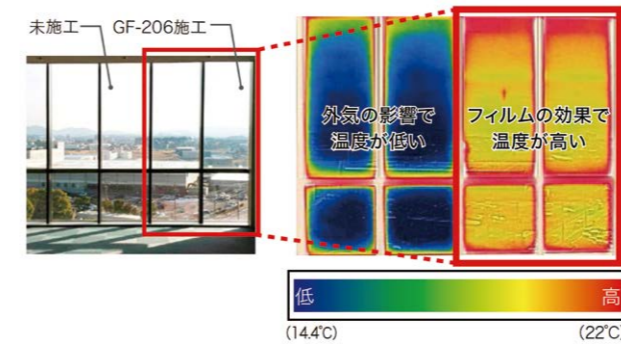 未施工
GF-206施工
外気の影響で
温度が低い
フィルムの効果で
温度が高い
低
高
(14.4℃)
(22℃)